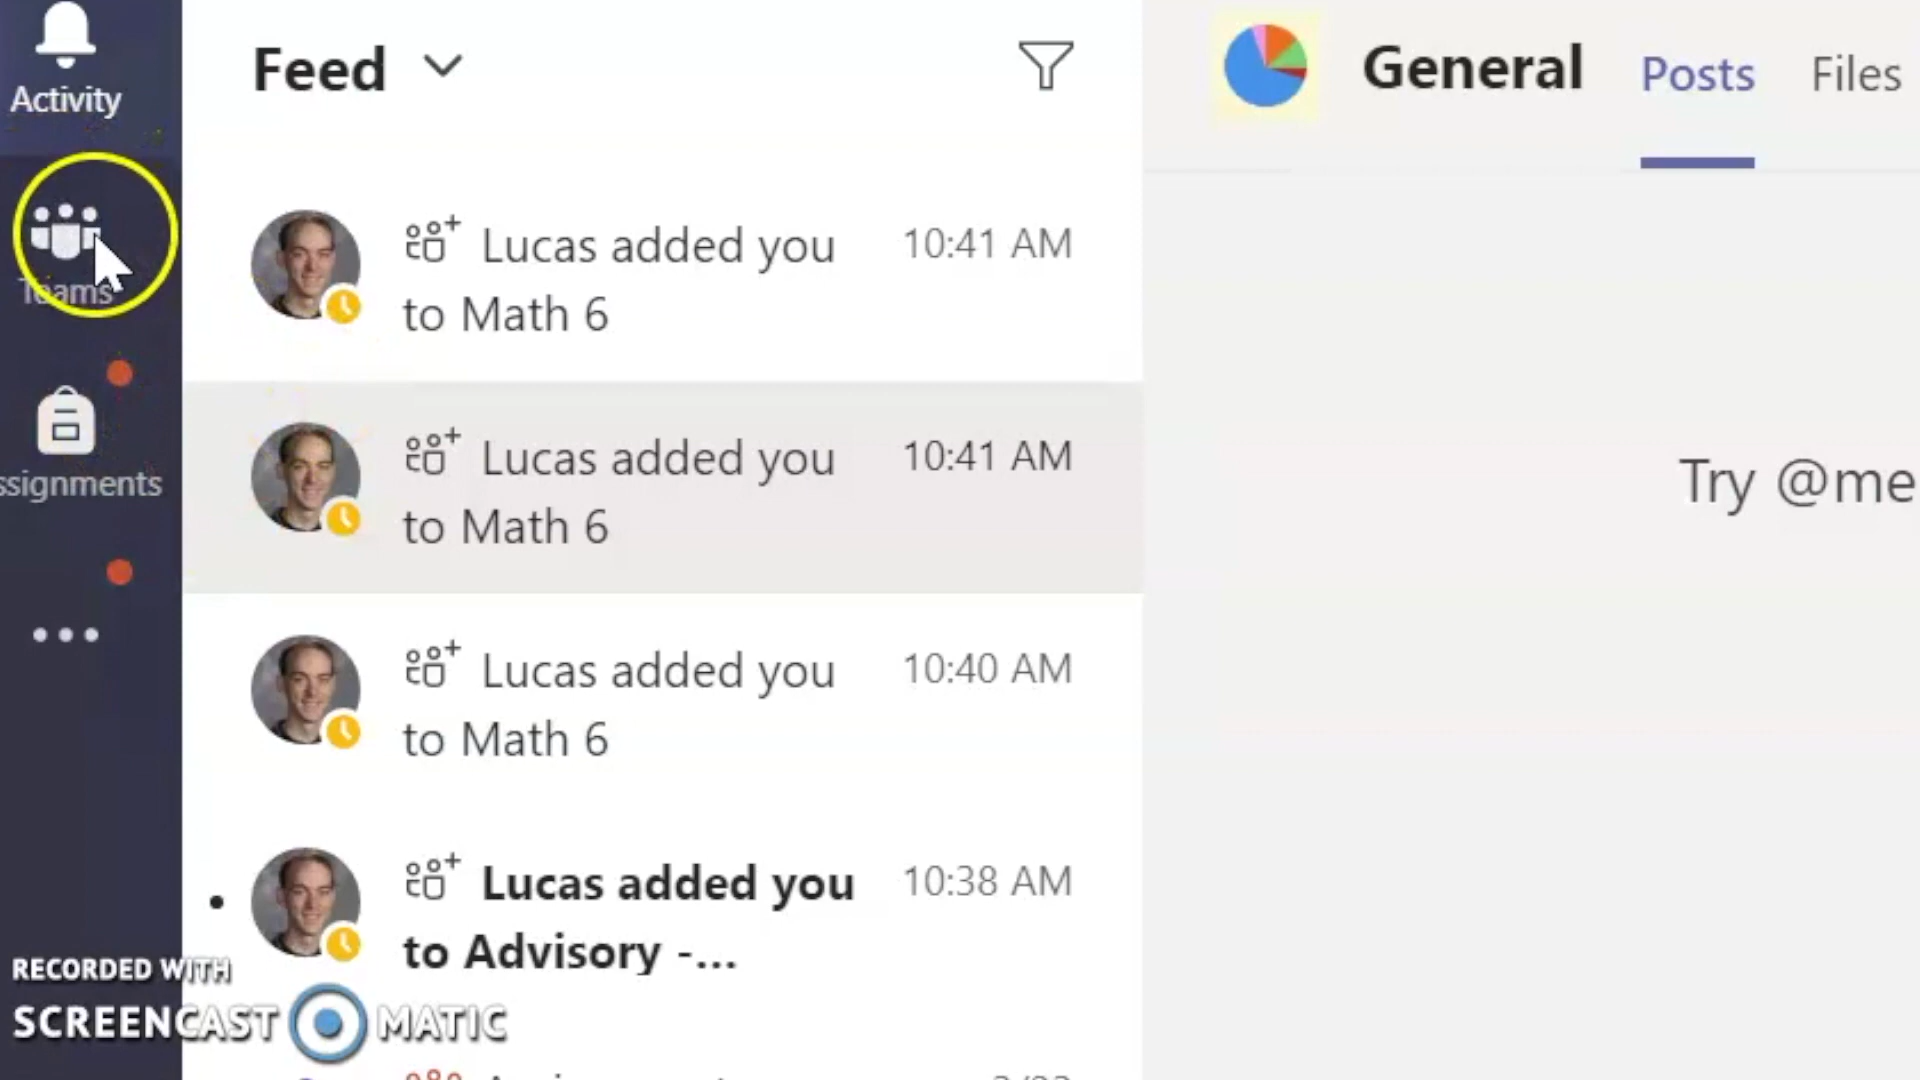 Activity
Teams
ssignments
Feed
Lucas added you
to Math 6
10:41 AM
Lucas added you
to Math 6
10:41 AM
Lucas added you
to Math 6
10:40 AM
Lucas added you
to Advisory -...
10:38 AM
General Posts Files
Try @me
RECORDED WITH
SCREENCAST MATIC